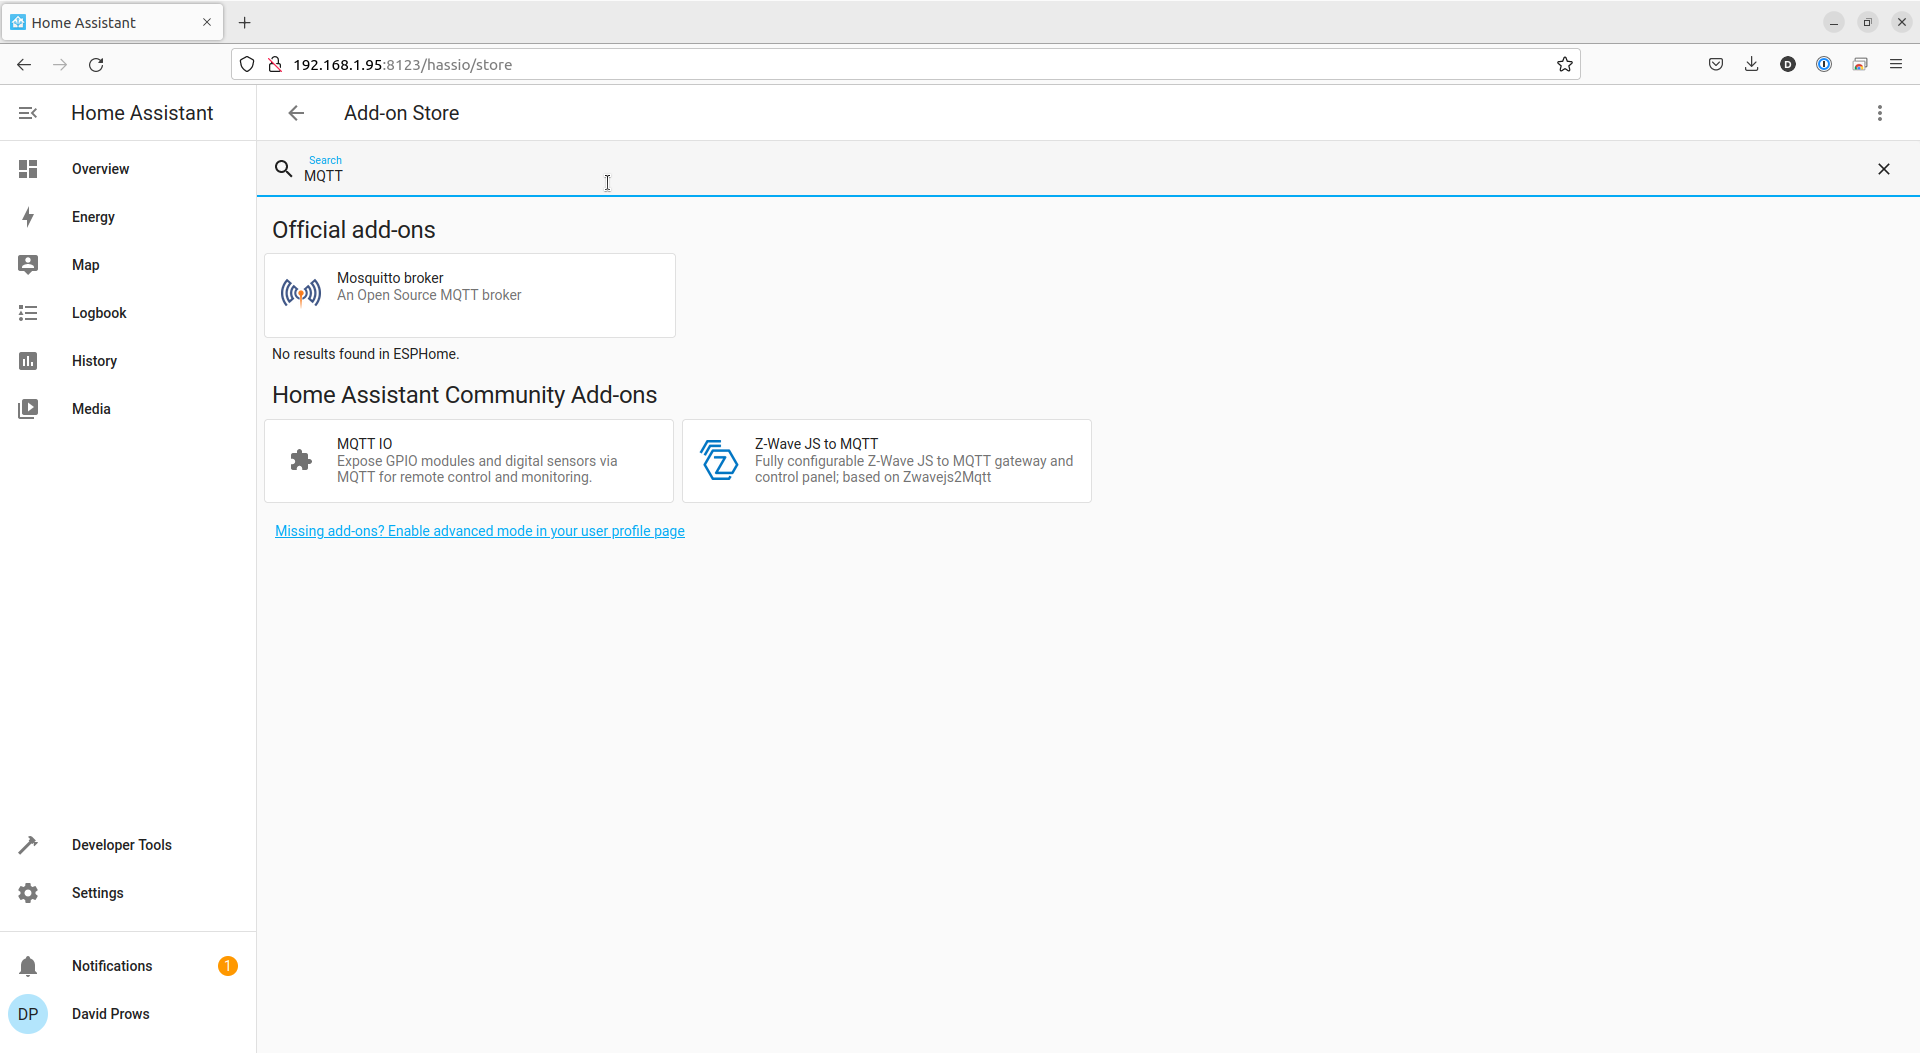 Home Assistant
192.168.1.95:8123/hassio/store
D
Home Assistant
Add-on Store
Overview
Energy
Map
Logbook
History
Media
Developer Tools
Settings
Notifications
1
DP
David Prows
Search
MQTT
Official add-ons
Mosquitto broker
An Open Source MQTT broker
No results found in ESPHome.
Home Assistant Community Add-ons
MQTT IO
Expose GPIO modules and digital sensors via
MQTT for remote control and monitoring.
Z-Wave JS to MQTT
Fully configurable Z-Wave JS to MQTT gateway and
control panel; based on Zwavejs2Mqtt
Missing add-ons? Enable advanced mode in your user profile page